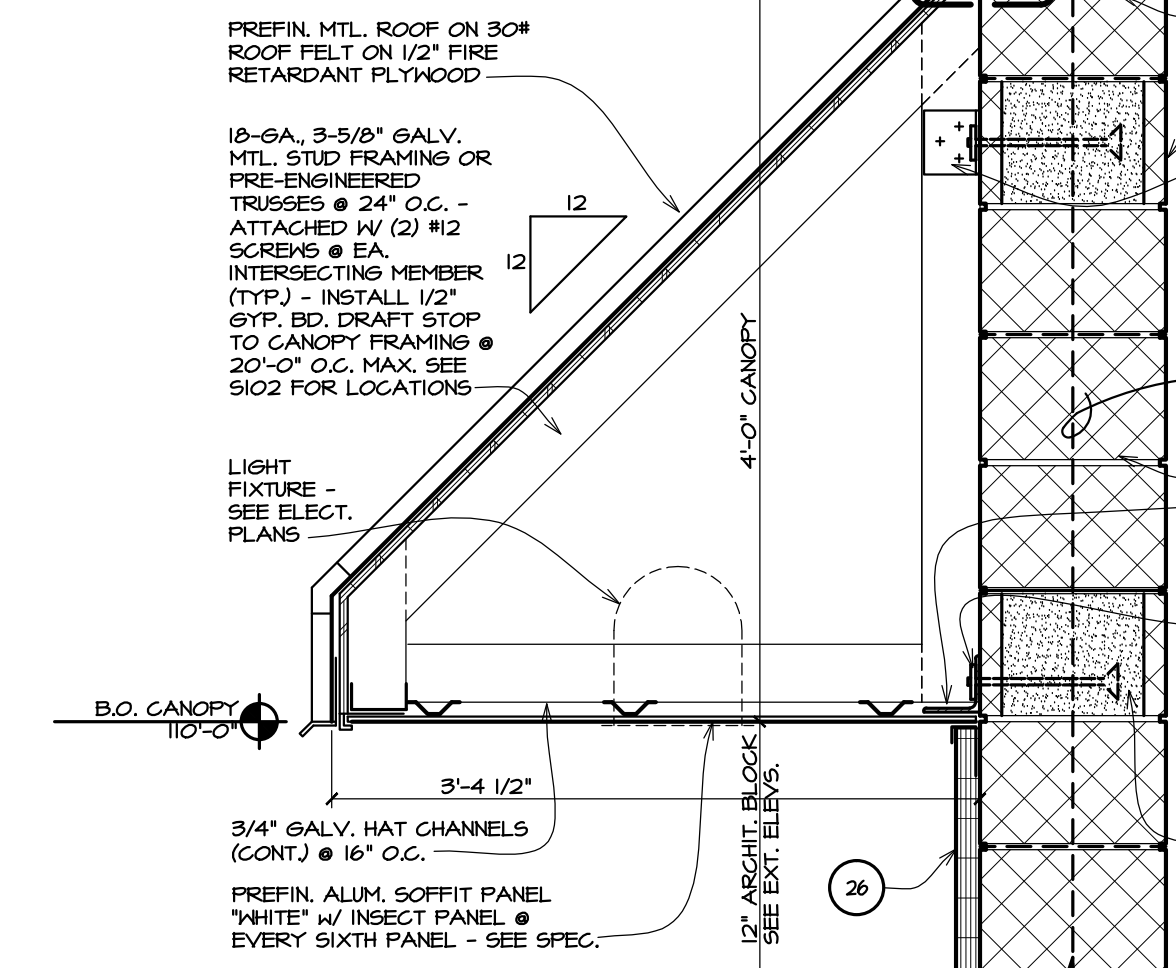 PREFIN. MTL. ROOF ON 30#
ROOF FELT ON 1/2" FIRE
RETARDANT PLYWOOD
18-GA., 3-5/8" GALV.
MTL. STUD FRAMING OR
PRE-ENGINEERED
TRUSSES @ 24" O.C. -
ATTACHED W/ (2) #12
SCREWS @ EA.
INTERSECTING MEMBER
(TYP.) - INSTALL 1/2"
GYP. BD. DRAFT STOP
TO CANOPY FRAMING @
20'-0" O.C. MAX. SEE
S102 FOR LOCATIONS
12
12
4'-0" CANOPY
LIGHT
FIXTURE -
SEE ELECT.
PLANS
B.O. CANOPY
110'-0"
3'-4 1/2"
12" ARCHIT. BLOCK
SEE EXT. ELEVS.
3/4" GALV. HAT CHANNELS
(CONT.) @ 16" O.C.
26
PREFIN. ALUM. SOFFIT PANEL
"WHITE" W/ INSECT PANEL @
EVERY SIXTH PANEL - SEE SPEC.